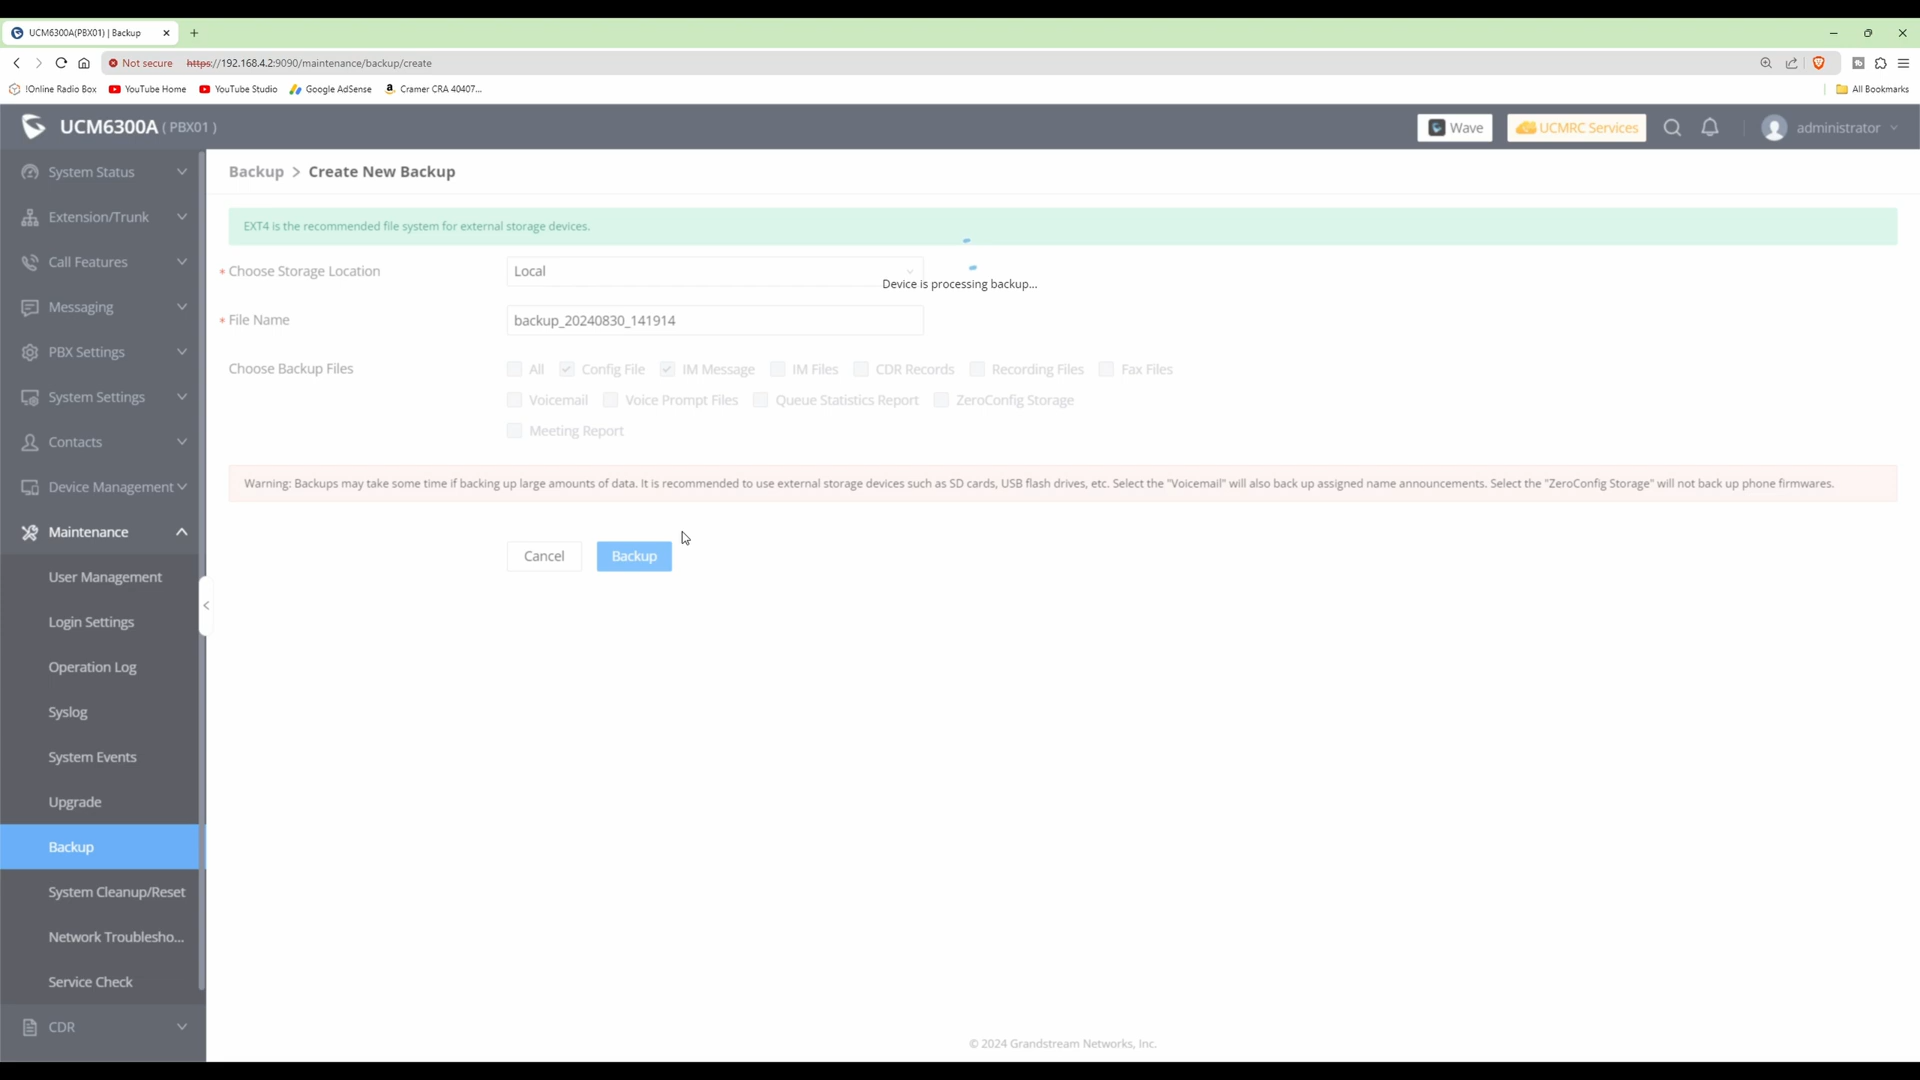 UCM6300A(PBX01) | Backup
Not secure https://192.168.4.2:9090/maintenance/backup/create
!Online Radio Box YouTube Home YouTube Studio Google AdSense Cramer CRA 40407... All Bookmarks
UCM6300A ( PBX01 ) Wave UCMRC Services administrator
System Status
Extension/Trunk
Call Features
Messaging
PBX Settings
System Settings
Contacts
Device Management
Maintenance
User Management
Login Settings
Operation Log
Syslog
System Events
Upgrade
Backup
System Cleanup/Reset
Network Troublesho...
Service Check
CDR
Backup > Create New Backup
EXT4 is the recommended file system for external storage devices.
* Choose Storage Location Local
Device is processing backup...
* File Name backup_20240830_141914
Choose Backup Files All Config File IM Message IM Files CDR Records Recording Files Fax Files
Voicemail Voice Prompt Files Queue Statistics Report ZeroConfig Storage
Meeting Report
Warning: Backups may take some time if backing up large amounts of data. It is recommended to use external storage devices such as SD cards, USB flash drives, etc. Select the "Voicemail" will also back up assigned name announcements. Select the "ZeroConfig Storage" will not back up phone firmwares.
Cancel Backup
© 2024 Grandstream Networks, Inc.